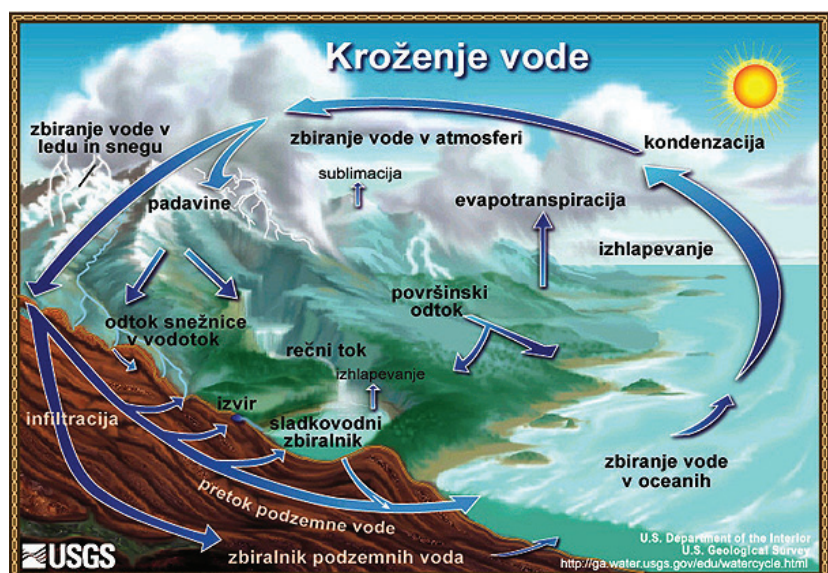 Kroženje vode
zbiranje vode v
ledu in snegu
zbiranje vode v atmosferi
kondenzacija
sublimacija
padavine
evapotranspiracija
izhlapevanje
površinski
odtok
odtok snežnice
v vodotok
rečni tok
izhlapevanje
infiltracija
izvir
sladkovodni
zbiralnik
zbiranje vode
v oceanih
pretok podzemne vode
zbiralnik podzemnih voda
USGS
U.S. Department of the Interior
U.S. Geological Survey
http://ga.water.usgs.gov/edu/watercycle.html